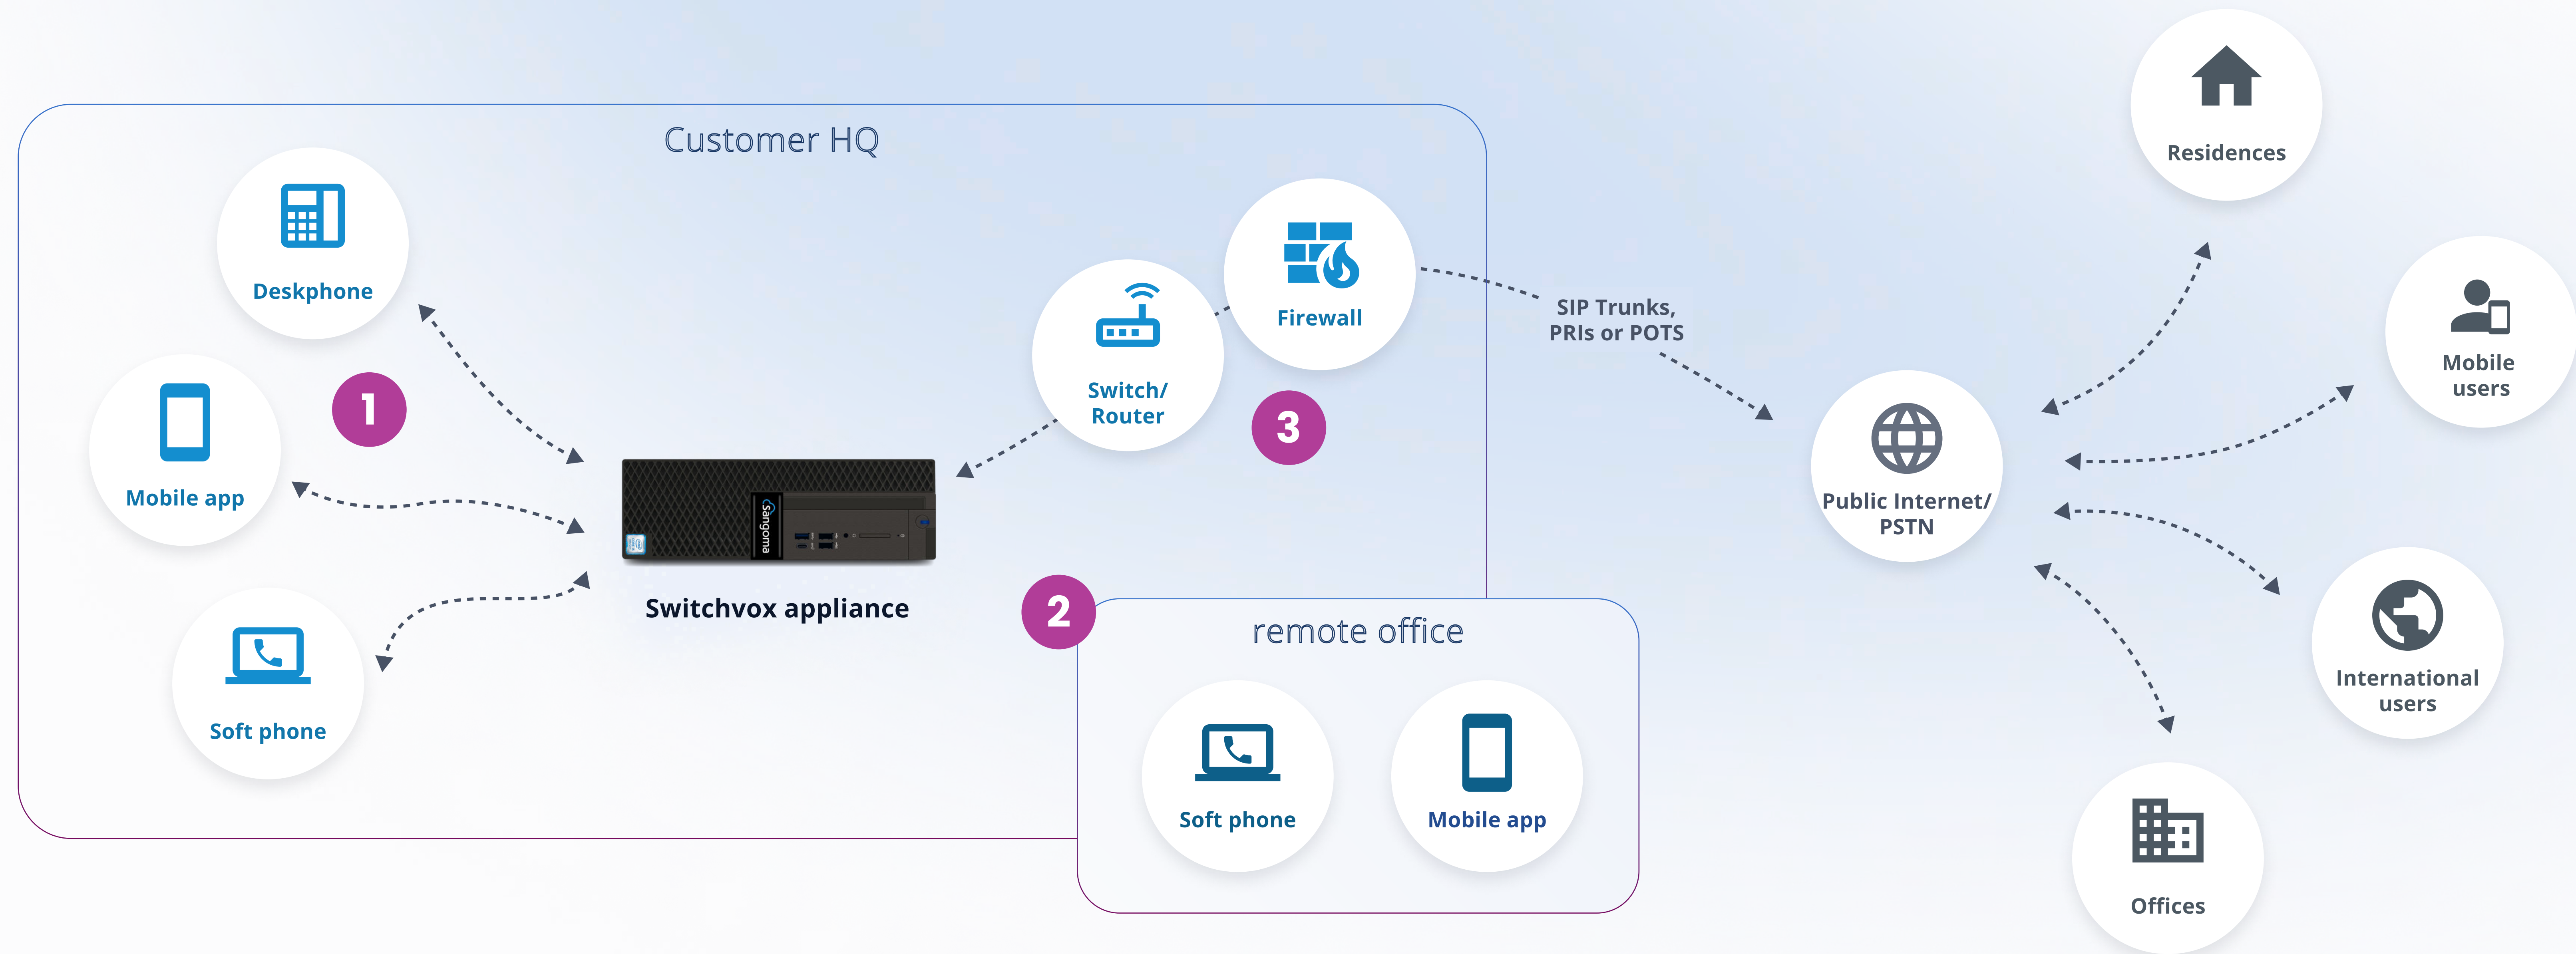 Customer HQ
Deskphone
Mobile app
Soft phone
1
Sangoma
Switchvox appliance
Switch/
Router
Firewall
3
2
remote office
Soft phone
Mobile app
SIP Trunks,
PRIs or POTS
Public Internet/
PSTN
Residences
Mobile
users
International
users
Offices